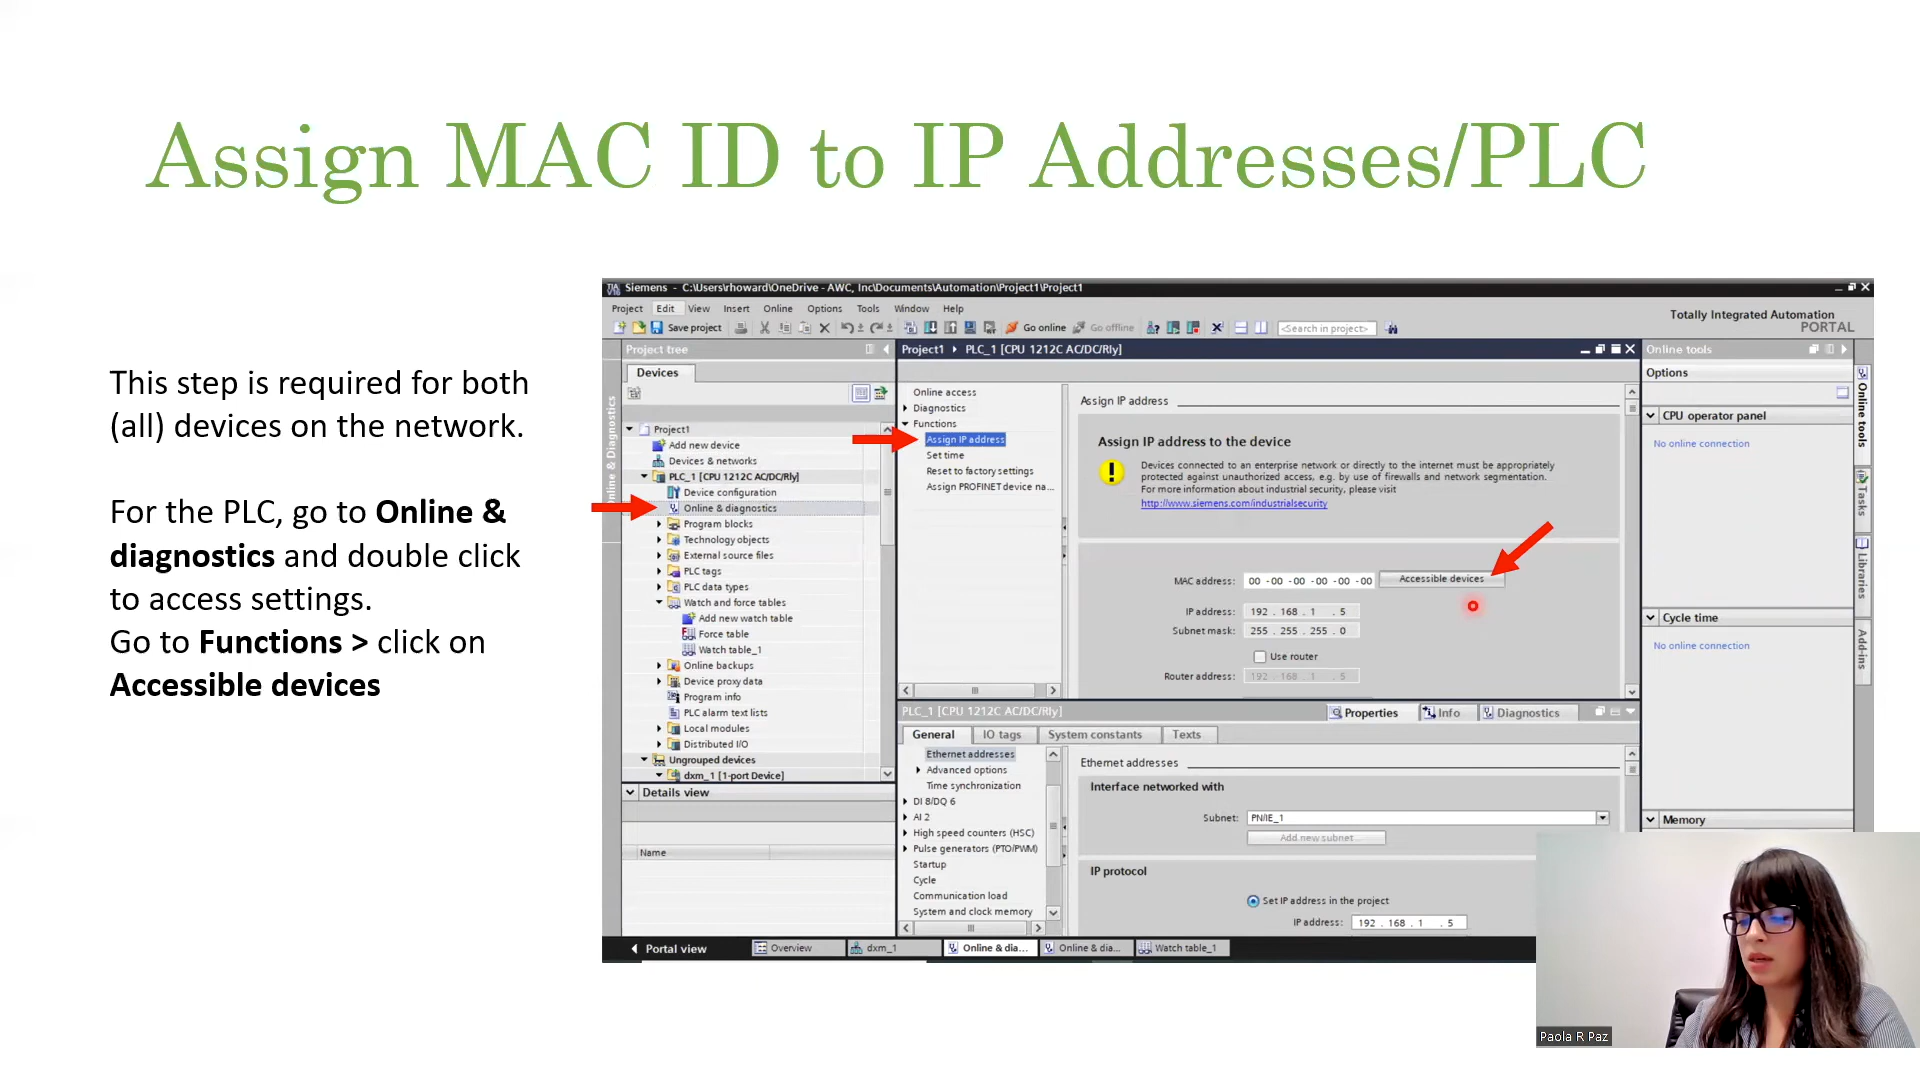 Assign MAC ID to IP Addresses/PLC
This step is required for both
(all) devices on the network.
For the PLC, go to Online &
diagnostics and double click
to access settings.
Go to Functions > click on
Accessible devices
Siemens - C:\Users\rhoward\OneDrive - AWC, Inc\Documents\Automation\Project1\Project1
Project Edit View Insert Online Options Tools Window Help
Save project
Go online Go offline <Search in project>
Totally Integrated Automation
PORTAL
Project tree
Devices
Project1
Add new device
Devices & networks
PLC_1 [CPU 1212C AC/DC/Rly]
Device configuration
Online & diagnostics
Program blocks
Technology objects
External source files
PLC tags
PLC data types
Watch and force tables
Add new watch table
Force table
Watch table_1
Online backups
Device proxy data
Program info
PLC alarm text lists
Local modules
Distributed I/O
Ungrouped devices
dxm_1 [1-port Device]
Details view
Name
Project1 PLC_1 [CPU 1212C AC/DC/Rly]
Online access
Diagnostics
Functions
Assign IP address
Set time
Reset to factory settings
Assign PROFINET device na...
Assign IP address
Assign IP address to the device
Devices connected to an enterprise network or directly to the internet must be appropriately
protected against unauthorized access, e.g. by use of firewalls and network segmentation.
For more information about industrial security, please visit
http://www.siemens.com/industrialsecurity
MAC address: 00 -00 -00 -00 -00 -00 Accessible devices
IP address: 192 . 168 . 1 . 5
Subnet mask: 255 . 255 . 255 . 0
Use router
Router address: 192 . 168 . 1 . 5
PLC_1 [CPU 1212C AC/DC/Rly]
Properties Info Diagnostics
General IO tags System constants Texts
Ethernet addresses
Advanced options
Time synchronization
DI 8/DQ 6
AI 2
High speed counters (HSC)
Pulse generators (PTO/PWM)
Startup
Cycle
Communication load
System and clock memory
Ethernet addresses
Interface networked with
Subnet: PN/IE_1
Add new subnet
IP protocol
Set IP address in the project
IP address: 192 . 168 . 1 . 5
Online tools
Options
CPU operator panel
No online connection
Cycle time
No online connection
Memory
Online tools
Tasks
Libraries
Add-ins
Portal view Overview dxm_1 Online & dia... Online & dia... Watch table_1
Paola R Paz